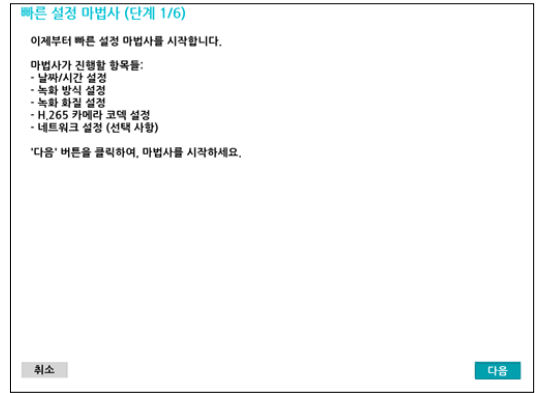 빠른 설정 마법사 (단계 1/6)
이제부터 빠른 설정 마법사를 시작합니다.
마법사가 진행할 항목들:
- 날짜/시간 설정
- 녹화 방식 설정
- 녹화 화질 설정
- H.265 카메라 코덱 설정
- 네트워크 설정 (선택 사항)
'다음' 버튼을 클릭하여, 마법사를 시작하세요.
취소
다음